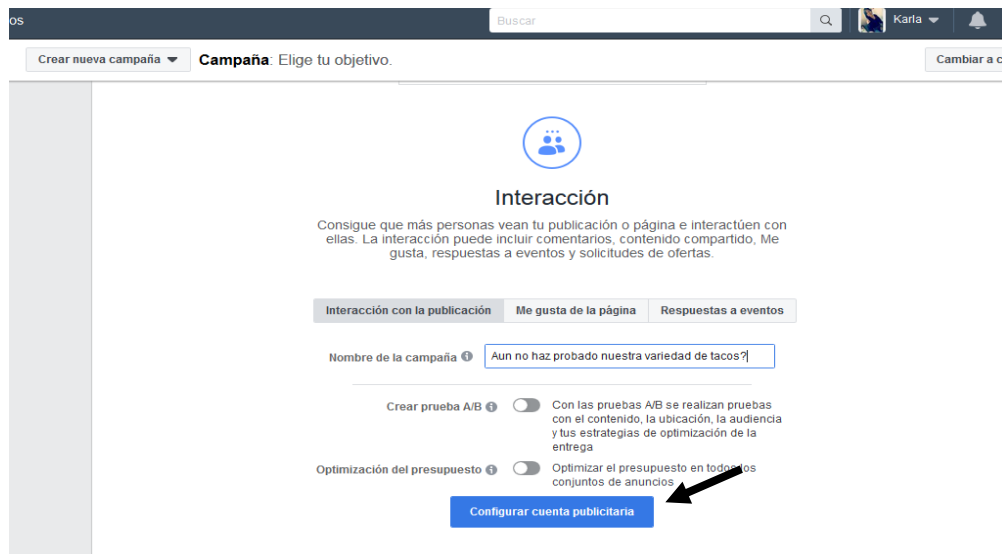 os
Buscar
Karla
Crear nueva campaña
Campaña: Elige tu objetivo.
Cambiar a c
Interacción
Consigue que más personas vean tu publicación o página e interactúen con
ellas. La interacción puede incluir comentarios, contenido compartido, Me
gusta, respuestas a eventos y solicitudes de ofertas.
Interacción con la publicación
Me gusta de la página
Respuestas a eventos
Nombre de la campaña
Aun no haz probado nuestra variedad de tacos?
Crear prueba A/B
Con las pruebas A/B se realizan pruebas
con el contenido, la ubicación, la audiencia
y tus estrategias de optimización de la
entrega
Optimización del presupuesto
Optimizar el presupuesto en todos los
conjuntos de anuncios
Configurar cuenta publicitaria